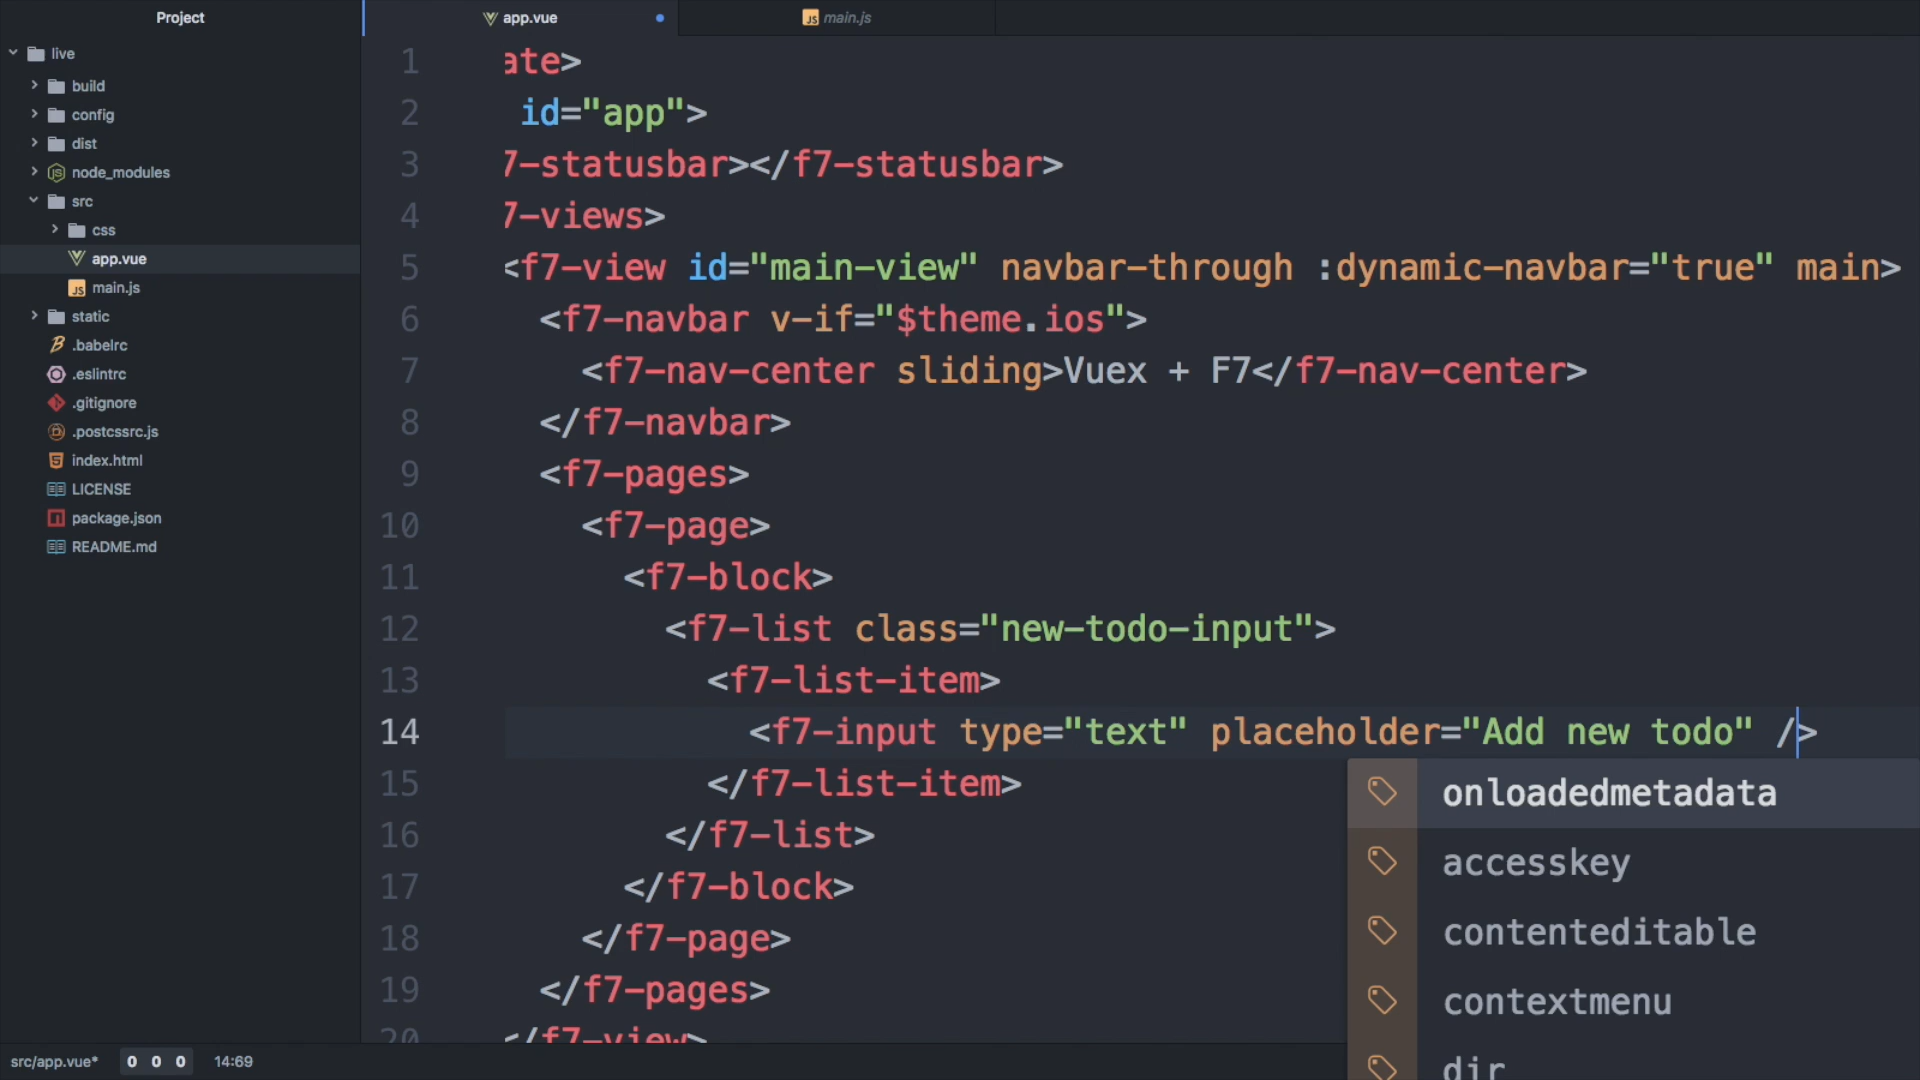 Project
live
build
config
dist
node_modules
src
css
app.vue
main.js
static
.babelrc
.eslintrc
.gitignore
.postcssrc.js
index.html
LICENSE
package.json
README.md
app.vue
main.js
1 ate>
2 id="app">
3 7-statusbar></f7-statusbar>
4 7-views>
5 <f7-view id="main-view" navbar-through :dynamic-navbar="true" main>
6 <f7-navbar v-if="$theme.ios">
7 <f7-nav-center sliding>Vuex + F7</f7-nav-center>
8 </f7-navbar>
9 <f7-pages>
10 <f7-page>
11 <f7-block>
12 <f7-list class="new-todo-input">
13 <f7-list-item>
14 <f7-input type="text" placeholder="Add new todo" />
15 </f7-list-item>
16 </f7-list>
17 </f7-block>
18 </f7-page>
19 </f7-pages>
20 </f7-view>
onloadedmetadata
accesskey
contenteditable
contextmenu
dir
src/app.vue* 0 0 0 14:69